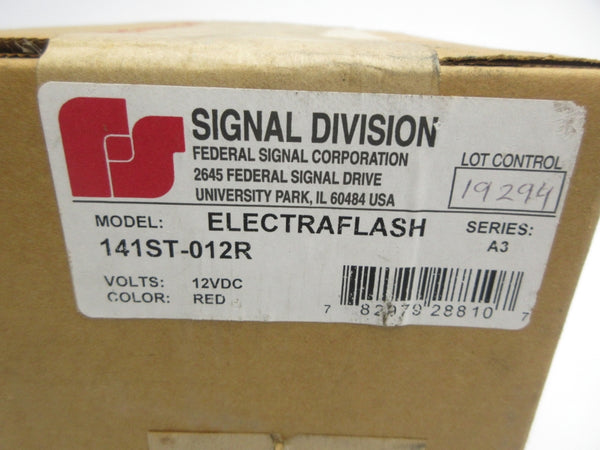 SIGNAL DIVISION
FEDERAL SIGNAL CORPORATION
2645 FEDERAL SIGNAL DRIVE
UNIVERSITY PARK, IL 60484 USA
LOT CONTROL
19294
MODEL: ELECTRAFLASH SERIES:
141ST-012R A3
VOLTS: 12VDC
COLOR: RED
7 82979 28810 7